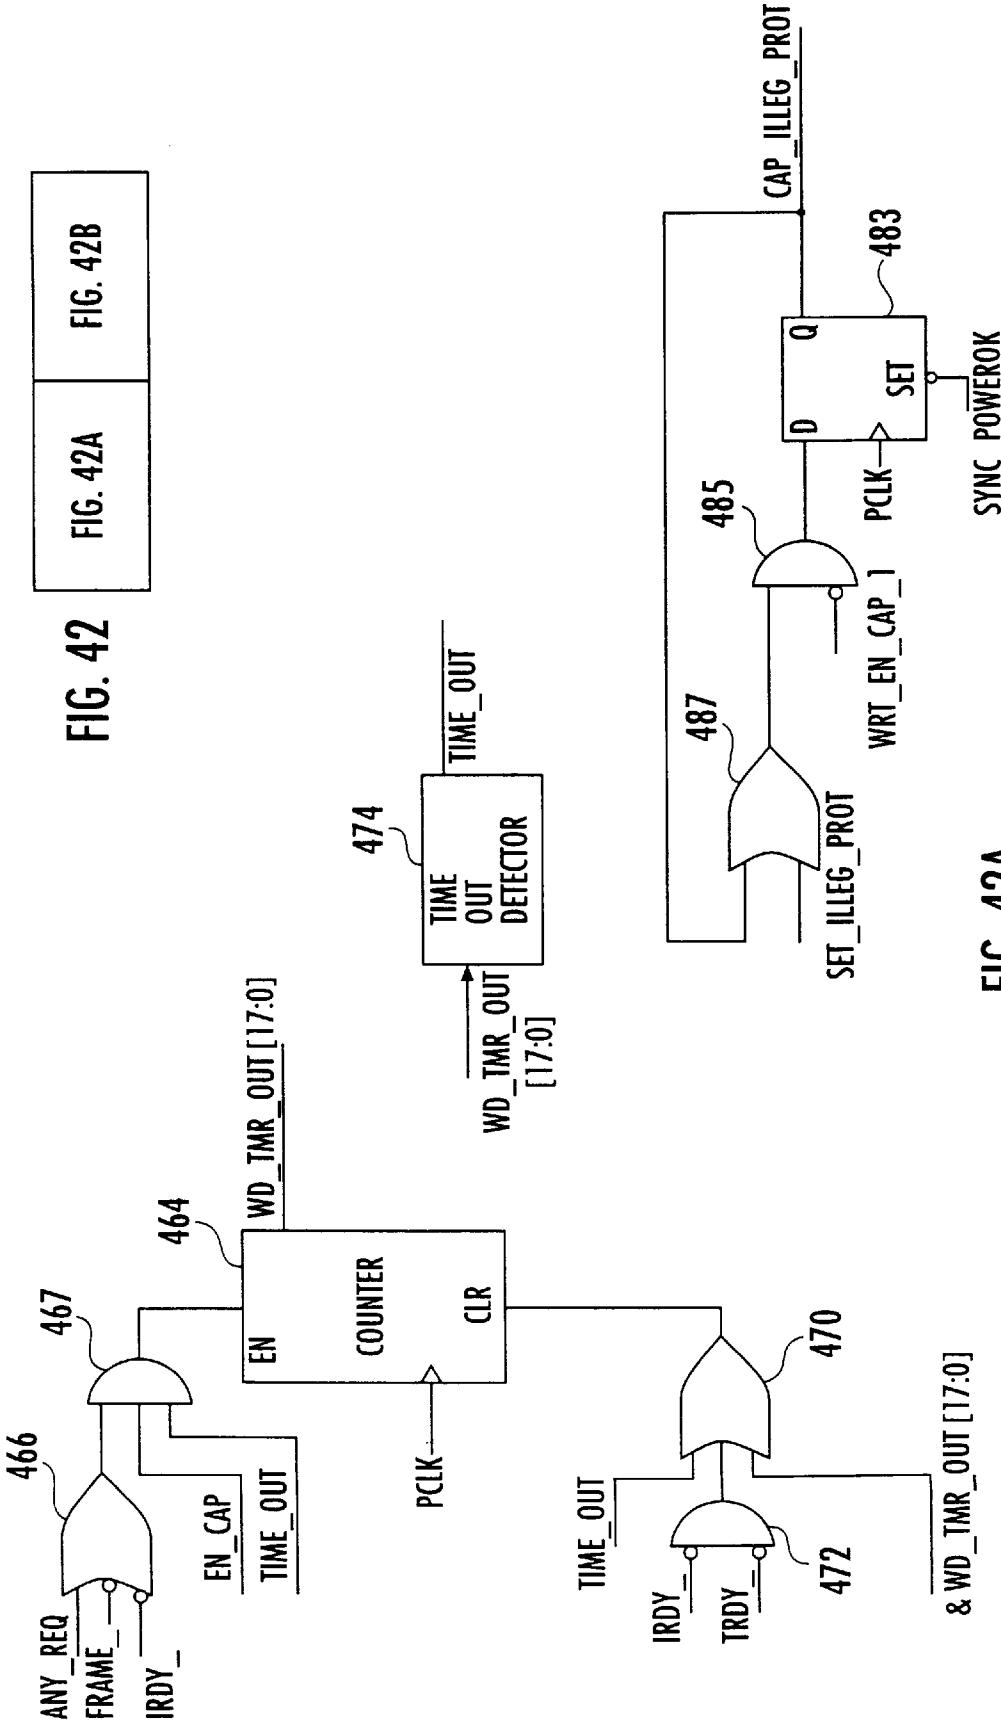 FIG. 42
FIG. 42A
FIG. 42B
ANY_REQ
FRAME_
IRDY_
466
467
EN_CAP
TIME_OUT
464
EN
COUNTER
CLR
PCLK
WD_TMR_OUT [17:0]
TIME_OUT
IRDY_
TRDY_
472
470
& WD_TMR_OUT [17:0]
WD_TMR_OUT
[17:0]
474
TIME
OUT
DETECTOR
TIME_OUT
SET_ILLEG_PROT
487
485
WRT_EN_CAP_1
D
Q
SET
PCLK
483
SYNC_POWEROK
CAP_ILLEG_PROT
FIG. 42A